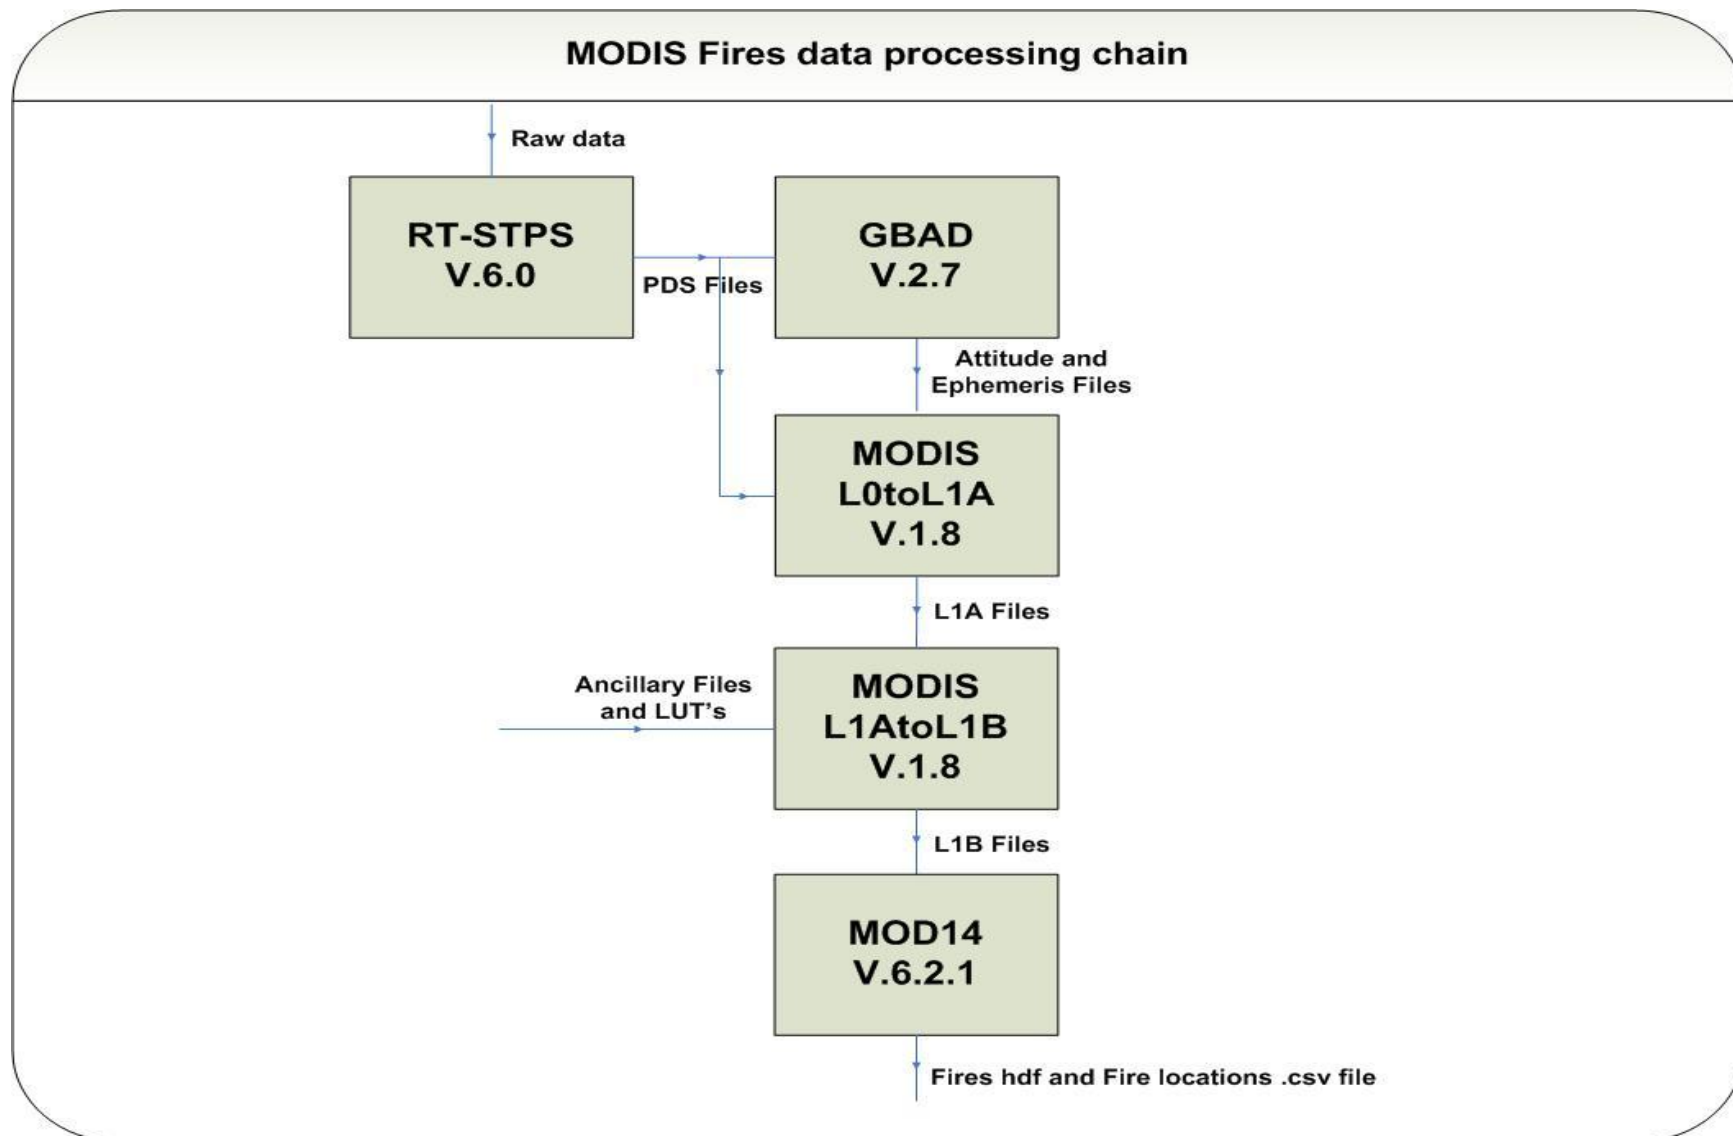 MODIS Fires data processing chain
Raw data
RT-STPS
V.6.0
PDS Files
GBAD
V.2.7
Attitude and
Ephemeris Files
MODIS
L0toL1A
V.1.8
L1A Files
Ancillary Files
and LUT's
MODIS
L1AtoL1B
V.1.8
L1B Files
MOD14
V.6.2.1
Fires hdf and Fire locations .csv file